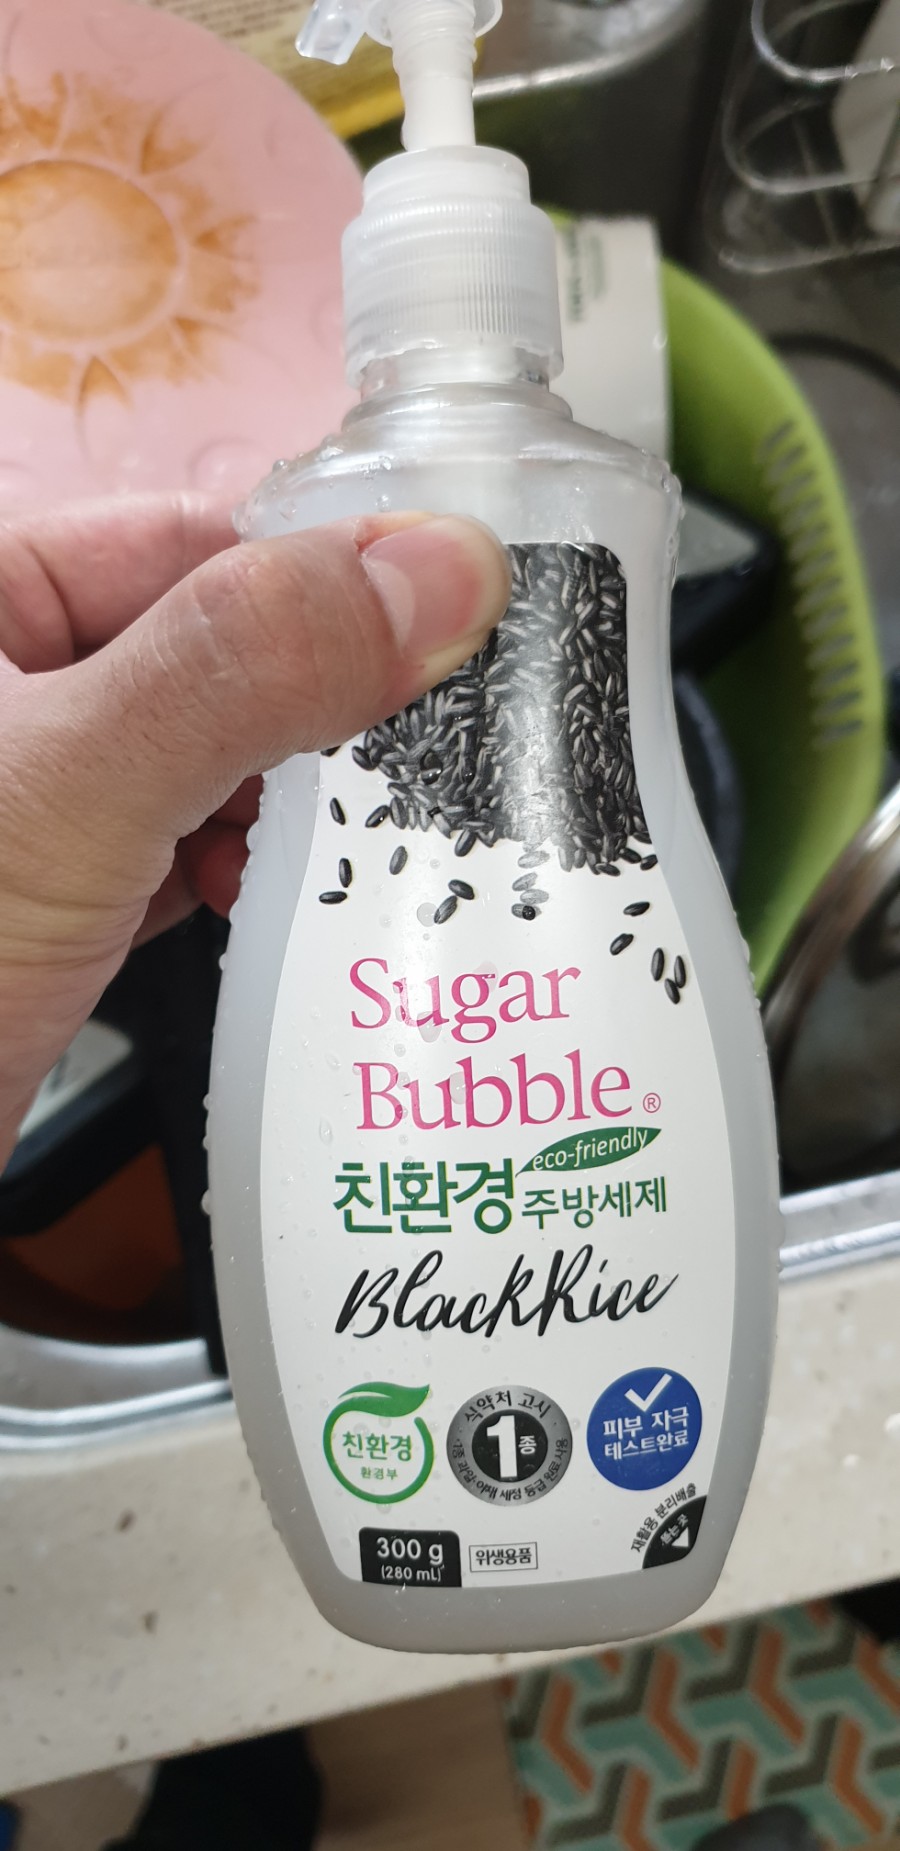 Sugar
Bubble®
eco-friendly
친환경 주방세제
BlackRice
친환경
환경부
식약처 고시
1종
1종 과일·야채 세정 등급 원료 사용
피부 자극
테스트완료
재활용 분리배출
뜯는곳
300 g
(280 mL)
위생용품